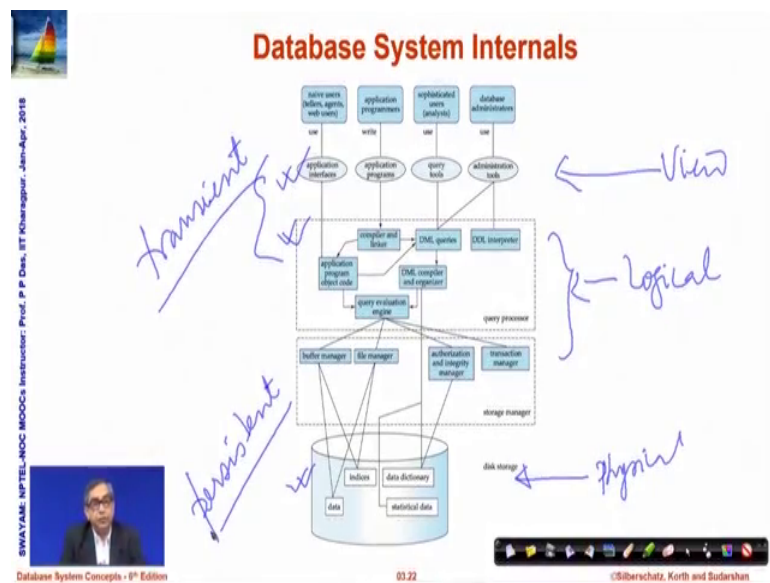 Database System Internals
naive users
(tellers, agents,
web users)
application
programmers
sophisticated
users
(analysts)
database
administrators
use
write
use
use
application
interfaces
application
programs
query
tools
administration
tools
View
transient
compiler and
linker
DML queries
DDL interpreter
application
program
object code
DML compiler
and organizer
Logical
query evaluation
engine
query processor
buffer manager
file manager
authorization
and integrity
manager
transaction
manager
storage manager
persistent
disk storage
Physical
indices
data dictionary
data
statistical data
SWAYAM: NPTEL-NOC MOOCs Instructor: Prof. P P Das, IIT Kharagpur. Jan-Apr, 2018
Database System Concepts - 6th Edition
03.22
©Silberschatz, Korth and Sudarshan